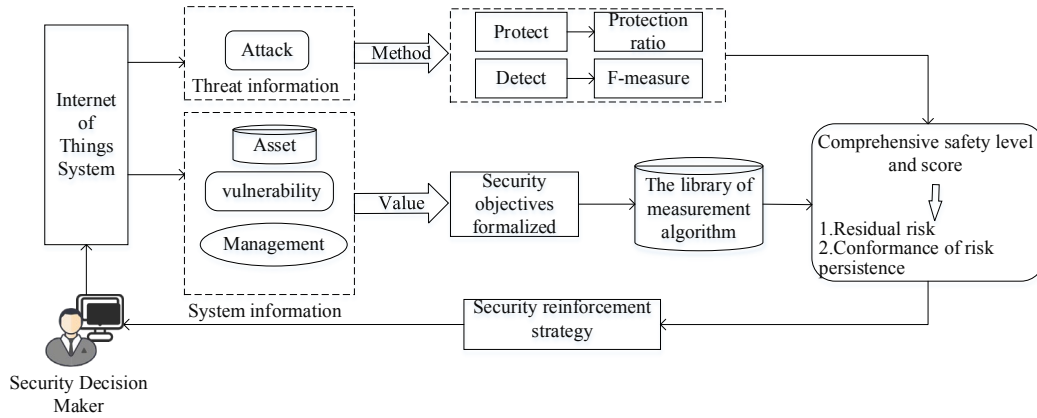 Internet
of
Things
System
Attack
Threat information
Method
Protect
Protection
ratio
Detect
F-measure
Asset
vulnerability
Management
System information
Value
Security
objectives
formalized
The library of
measurement
algorithm
Comprehensive safety level
and score
1.Residual risk
2.Conformance of risk
persistence
Security reinforcement
strategy
Security Decision
Maker